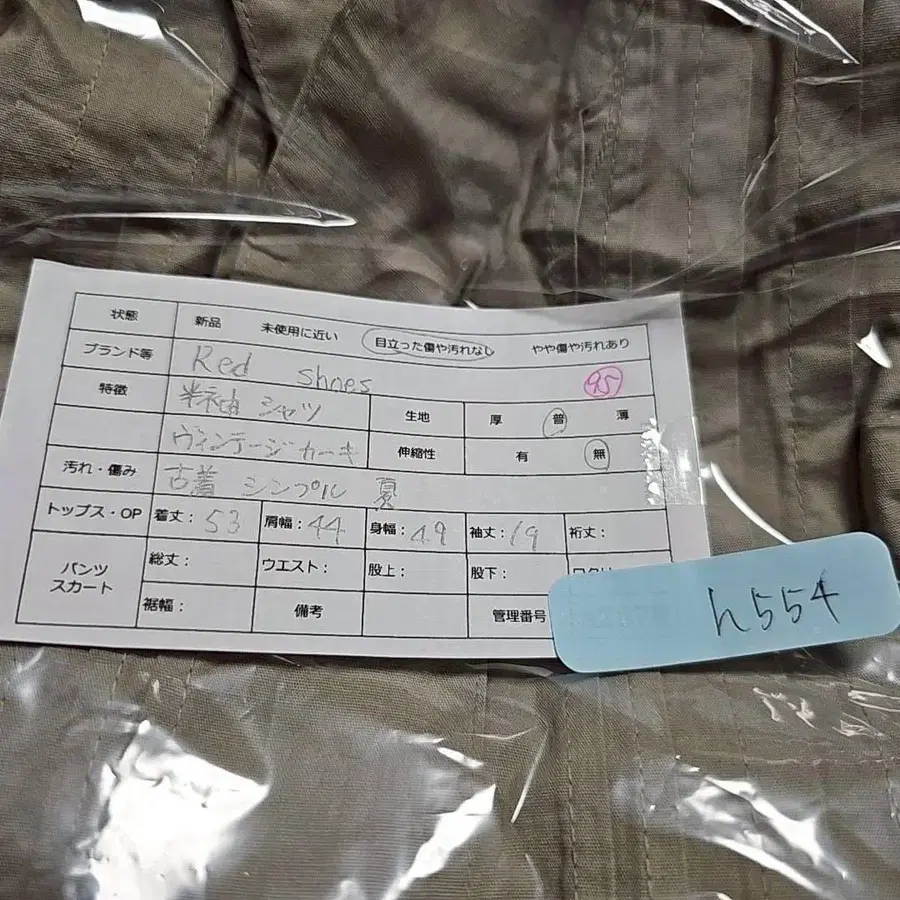 状態 新品 未使用に近い 目立った傷や汚れなし やや傷や汚れあり
ブランド等 Red Shoes 95
特徴 半袖 シャツ 生地 厚 普 薄
ヴィンテージカーキ 伸縮性 有 無
汚れ・傷み 古着 シンプル 夏
トップス・OP 着丈：53 肩幅：44 身幅：49 袖丈：19 裄丈：
パンツ スカート 総丈： ウエスト： 股上： 股下：
裾幅： 備考 管理番号
h554